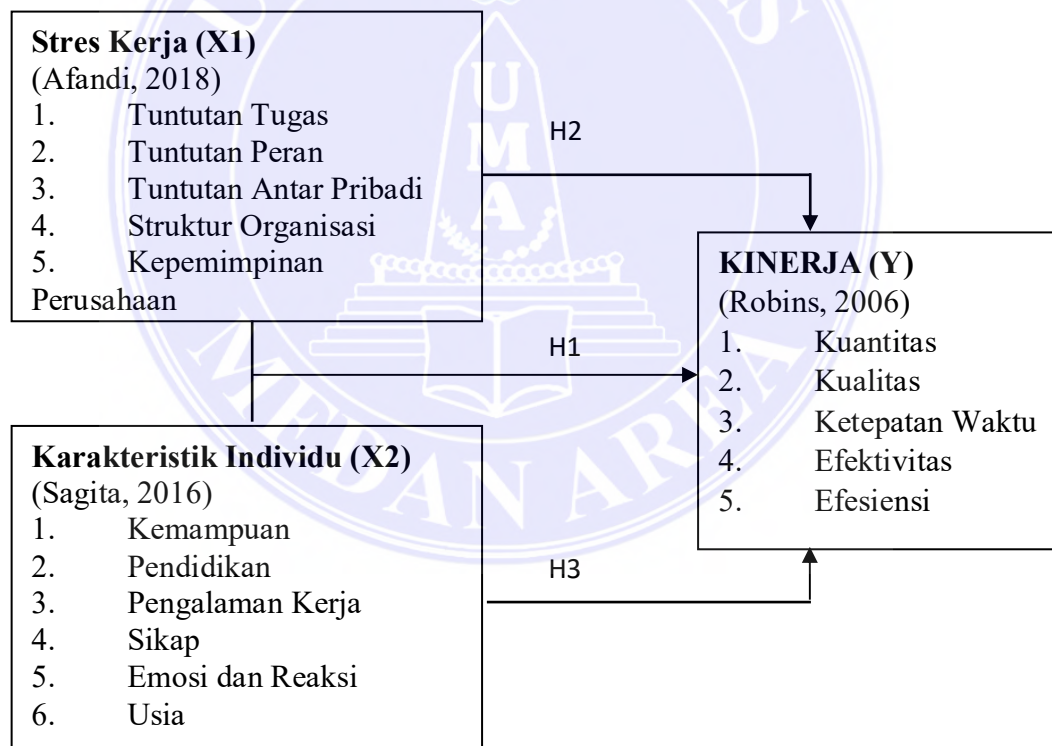 Stres Kerja (X1)
(Afandi, 2018)
1. Tuntutan Tugas
2. Tuntutan Peran
3. Tuntutan Antar Pribadi
4. Struktur Organisasi
5. Kepemimpinan
Perusahaan
H2
KINERJA (Y)
(Robins, 2006)
1. Kuantitas
2. Kualitas
3. Ketepatan Waktu
4. Efektivitas
5. Efesiensi
H1
Karakteristik Individu (X2)
(Sagita, 2016)
1. Kemampuan
2. Pendidikan
3. Pengalaman Kerja
4. Sikap
5. Emosi dan Reaksi
6. Usia
H3
UMA
MEDAN AREA